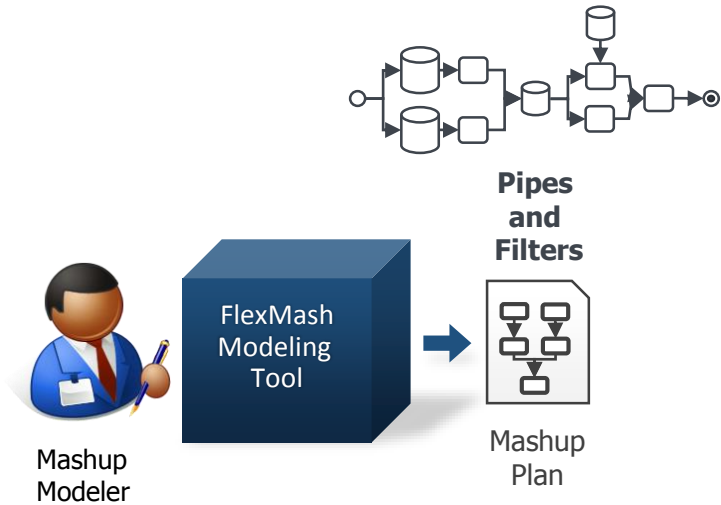 Pipes
and
Filters
FlexMash
Modeling
Tool
Mashup
Plan
Mashup
Modeler